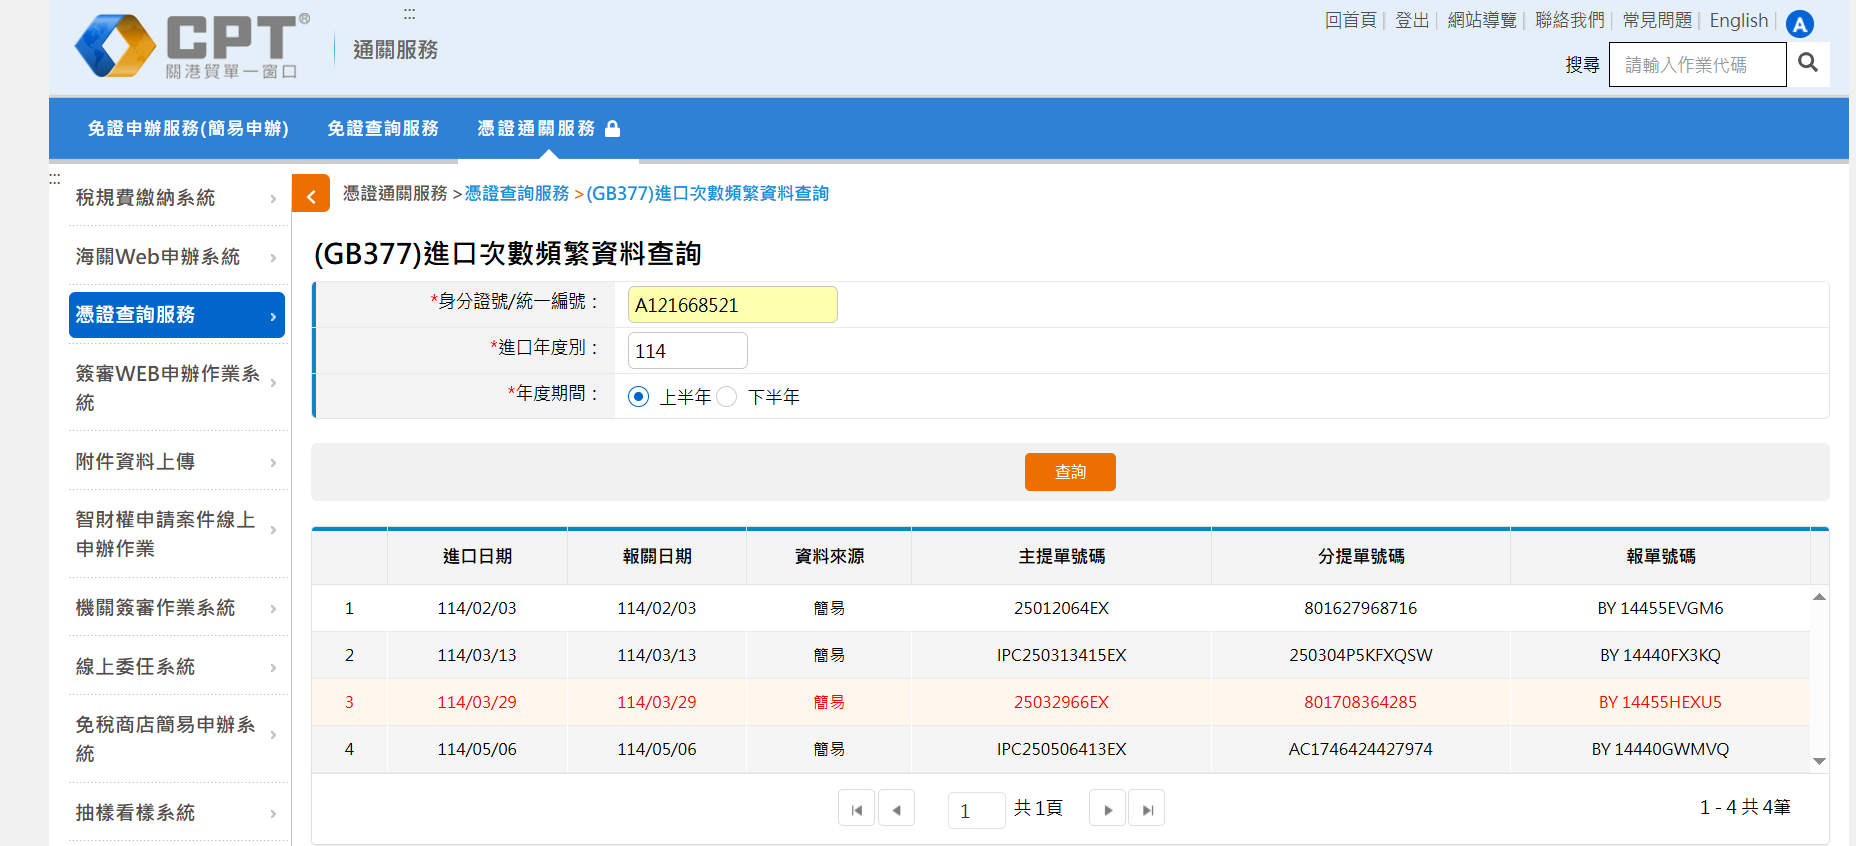 CPT®
關港貿單一窗口
:::
通關服務
回首頁| 登出| 網站導覽| 聯絡我們| 常見問題| English| A
搜尋 請輸入作業代碼
免證申辦服務(簡易申辦) 免證查詢服務 憑證通關服務
:::
稅規費繳納系統
海關Web申辦系統
憑證查詢服務
簽審WEB申辦作業系
統
附件資料上傳
智財權申請案件線上
申辦作業
機關簽審作業系統
線上委任系統
免稅商店簡易申辦系
統
抽樣看樣系統
憑證通關服務 >憑證查詢服務 >(GB377)進口次數頻繁資料查詢
(GB377)進口次數頻繁資料查詢
*身分證號/統一編號： A121668521
*進口年度別： 114
*年度期間： 上半年 下半年
查詢
進口日期 報關日期 資料來源 主提單號碼 分提單號碼 報單號碼
1 114/02/03 114/02/03 簡易 25012064EX 801627968716 BY 14455EVGM6
2 114/03/13 114/03/13 簡易 IPC250313415EX 250304P5KFXQSW BY 14440FX3KQ
3 114/03/29 114/03/29 簡易 25032966EX 801708364285 BY 14455HEXU5
4 114/05/06 114/05/06 簡易 IPC250506413EX AC1746424427974 BY 14440GWMVQ
1 共 1頁
1 - 4 共 4筆